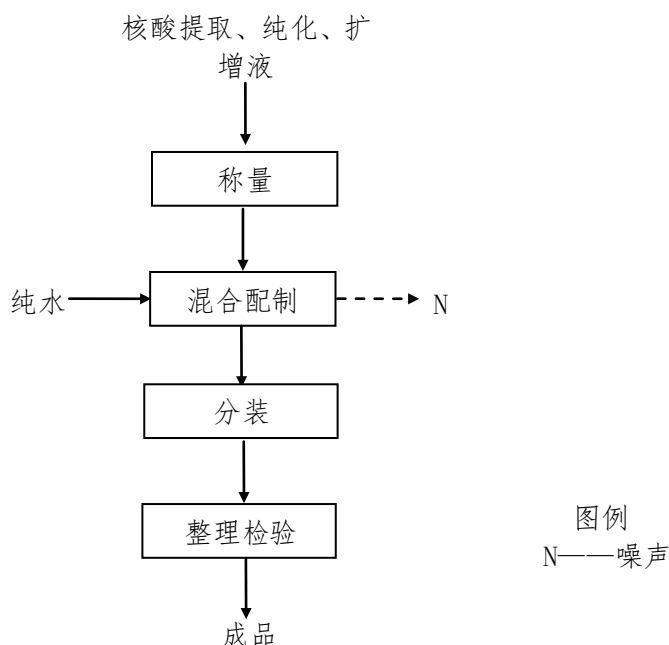 核酸提取、纯化、扩
增液
称量
纯水
混合配制
N
分装
整理检验
图例
N——噪声
成品